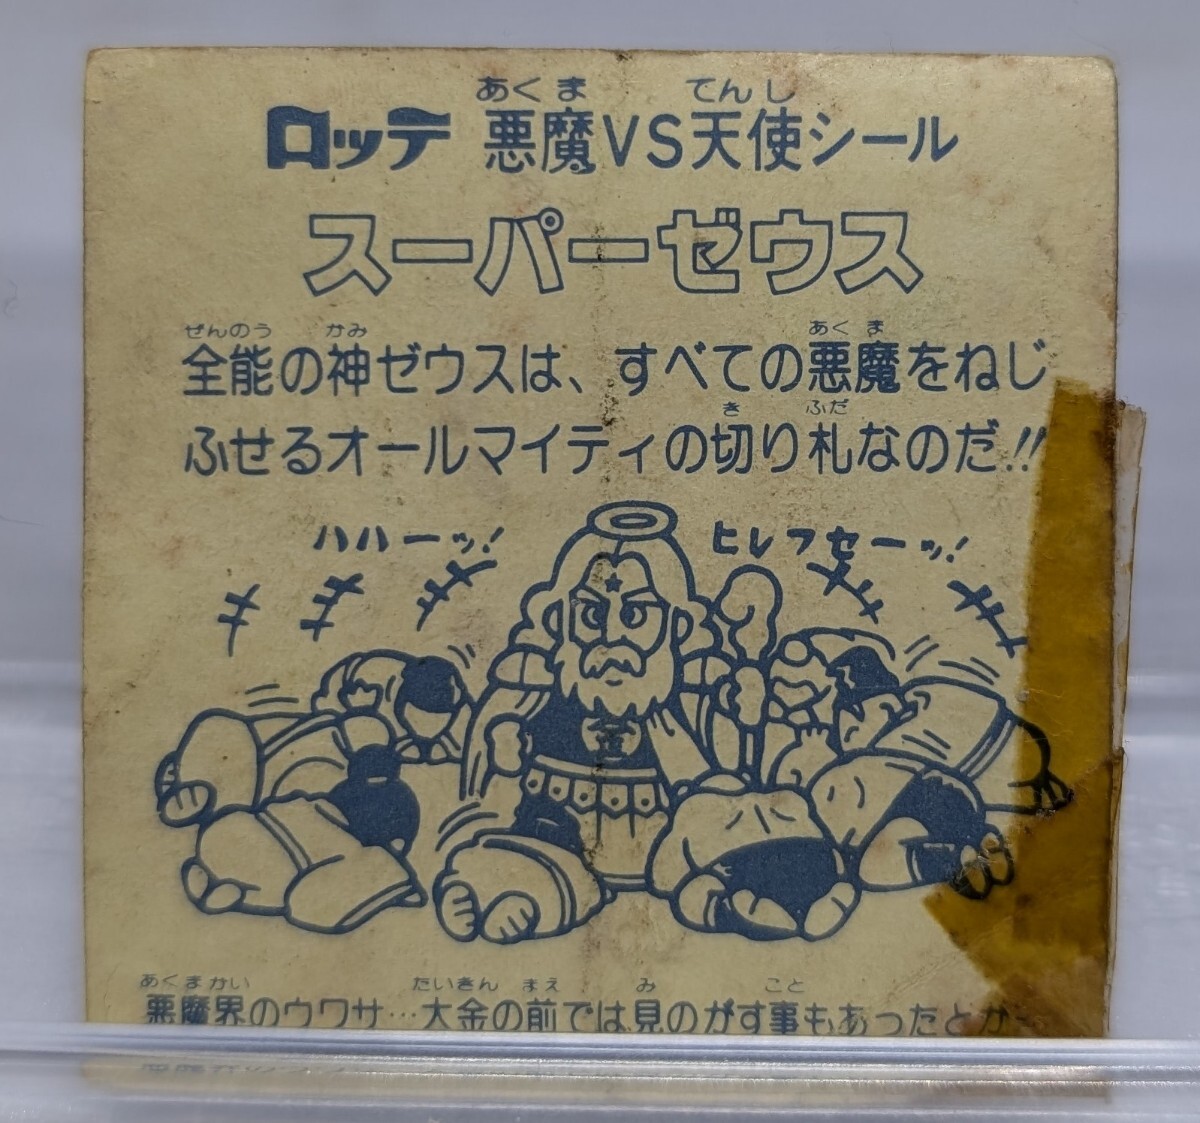 あくま てんし
ロッテ 悪魔VS天使シール
スーパーゼウス
ぜんのう かみ あくま
全能の神ゼウスは、すべての悪魔をねじ
き ふだ
ふせるオールマイティの切り札なのだ!!
ハハーッ! ヒレフセーッ!
あくまかい たいきん まえ み こと
悪魔界のウワサ…大金の前では見のがす事もあったとか…